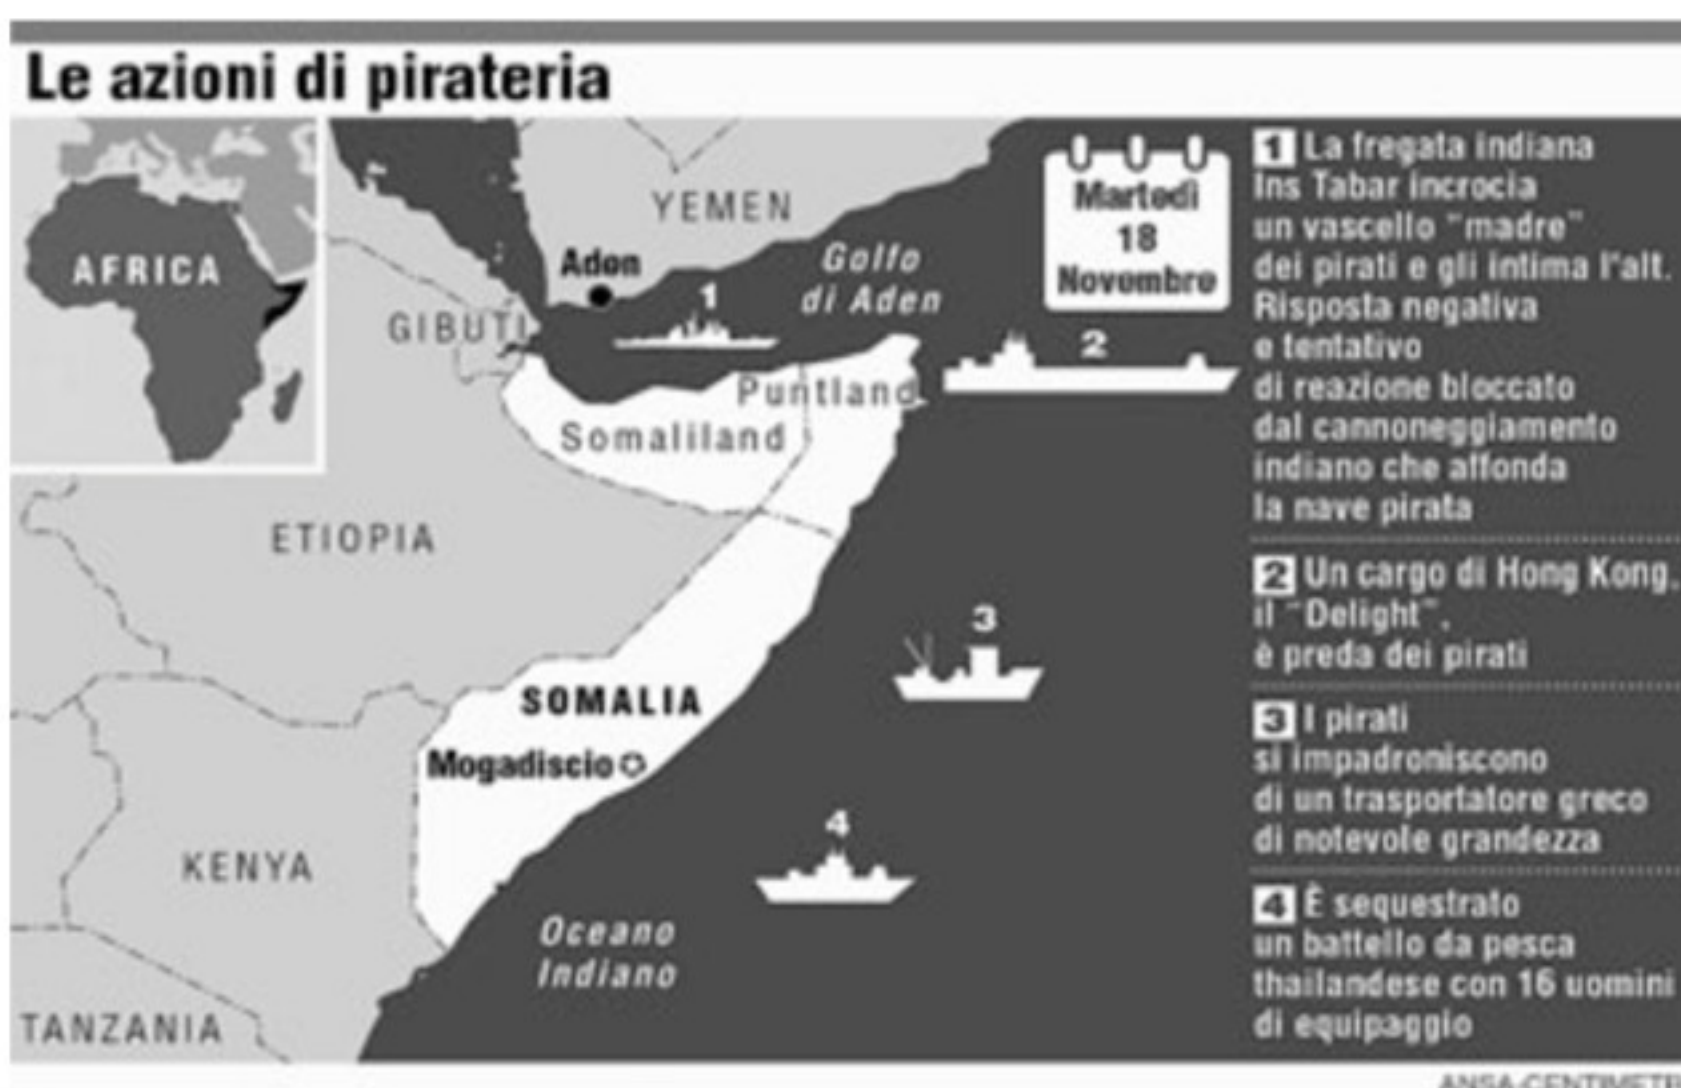 Le azioni di pirateria
AFRICA
YEMEN
Aden
Golfo
di Aden
GIBUTI
1
2
Puntland
Somaliland
ETIOPIA
3
SOMALIA
Mogadiscio
4
KENYA
Oceano
Indiano
TANZANIA
Martedì
18
Novembre
1 La fregata indiana
Ins Tabar incrocia
un vascello "madre"
dei pirati e gli intima l'alt.
Risposta negativa
e tentativo
di reazione bloccato
dal cannoneggiamento
indiano che affonda
la nave pirata
2 Un cargo di Hong Kong,
il "Delight",
è preda dei pirati
3 I pirati
si impadroniscono
di un trasportatore greco
di notevole grandezza
4 È sequestrato
un battello da pesca
thailandese con 16 uomini
di equipaggio